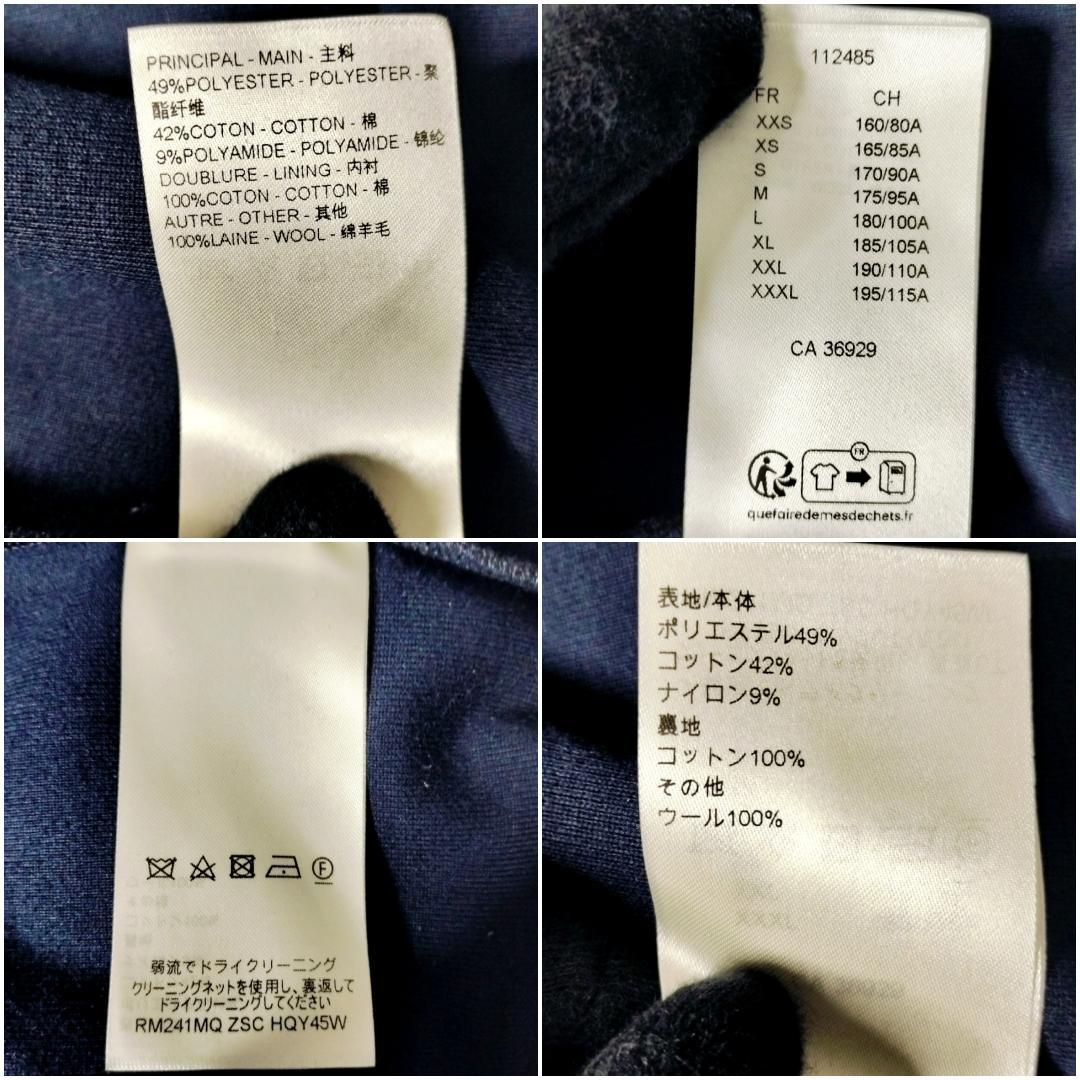 PRINCIPAL - MAIN - 主料
49%POLYESTER - POLYESTER - 聚
酯纤维
42%COTON - COTTON - 棉
9%POLYAMIDE - POLYAMIDE - 锦纶
DOUBLURE - LINING - 内衬
100%COTON - COTTON - 棉
AUTRE - OTHER - 其他
100%LAINE - WOOL - 绵羊毛
112485
FR CH
XXS 160/80A
XS 165/85A
S 170/90A
M 175/95A
L 180/100A
XL 185/105A
XXL 190/110A
XXXL 195/115A
CA 36929
FR
quefairedemesdechets.fr
F
弱流でドライクリーニング
クリーニングネットを使用し、裏返して
ドライクリーニングしてください
RM241MQ ZSC HQY45W
表地/本体
ポリエステル49%
コットン42%
ナイロン9%
裏地
コットン100%
その他
ウール100%